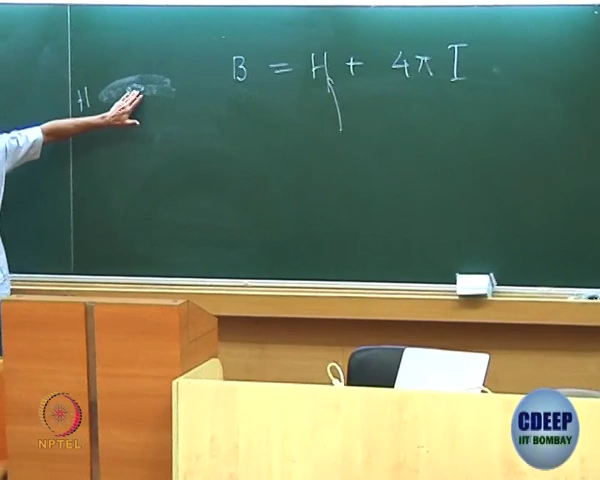 B = H + 4π I
H
NPTEL
CDEEP
IIT BOMBAY